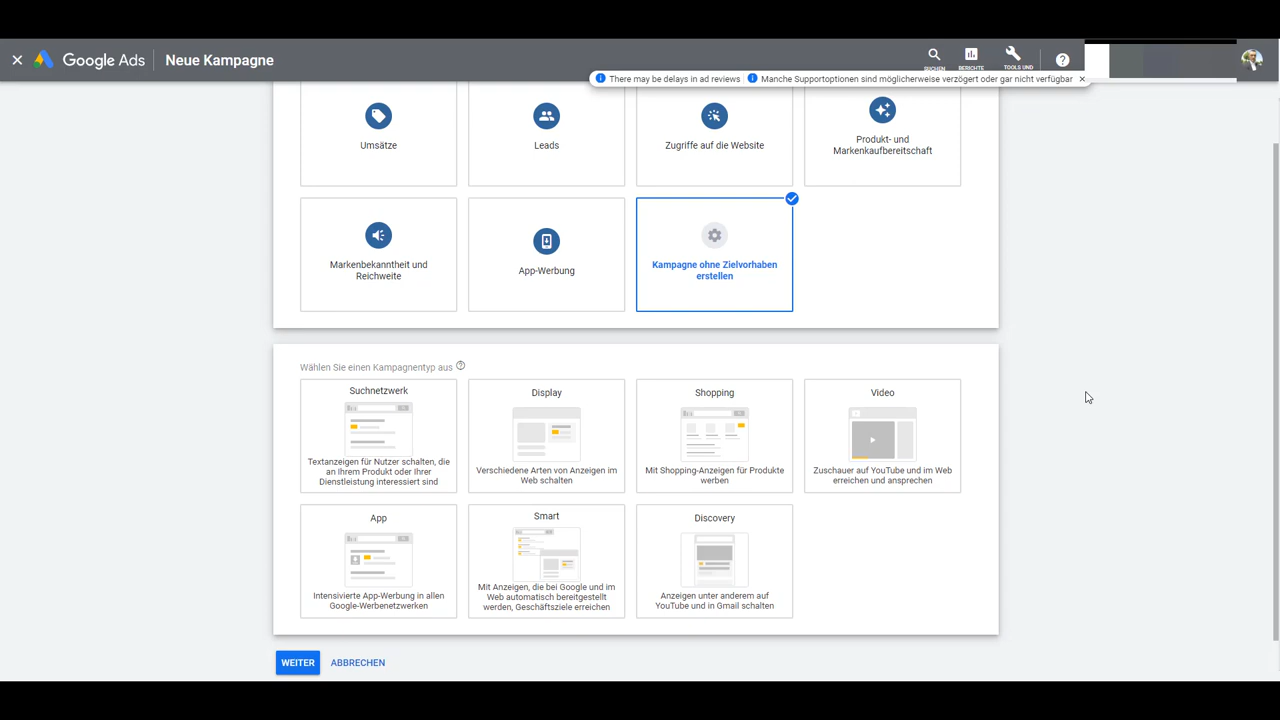 Google Ads
Neue Kampagne
SUCHEN
BERICHTE
TOOLS UND
There may be delays in ad reviews
Manche Supportoptionen sind möglicherweise verzögert oder gar nicht verfügbar
Umsätze
Leads
Zugriffe auf die Website
Produkt- und
Markenkaufbereitschaft
Markenbekanntheit und
Reichweite
App-Werbung
Kampagne ohne Zielvorhaben
erstellen
Wählen Sie einen Kampagnentyp aus
Suchnetzwerk
Textanzeigen für Nutzer schalten, die
an Ihrem Produkt oder Ihrer
Dienstleistung interessiert sind
Display
Verschiedene Arten von Anzeigen im
Web schalten
Shopping
Mit Shopping-Anzeigen für Produkte
werben
Video
Zuschauer auf YouTube und im Web
erreichen und ansprechen
App
Intensivierte App-Werbung in allen
Google-Werbenetzwerken
Smart
Mit Anzeigen, die bei Google und im
Web automatisch bereitgestellt
werden, Geschäftsziele erreichen
Discovery
Anzeigen unter anderem auf
YouTube und in Gmail schalten
WEITER
ABBRECHEN